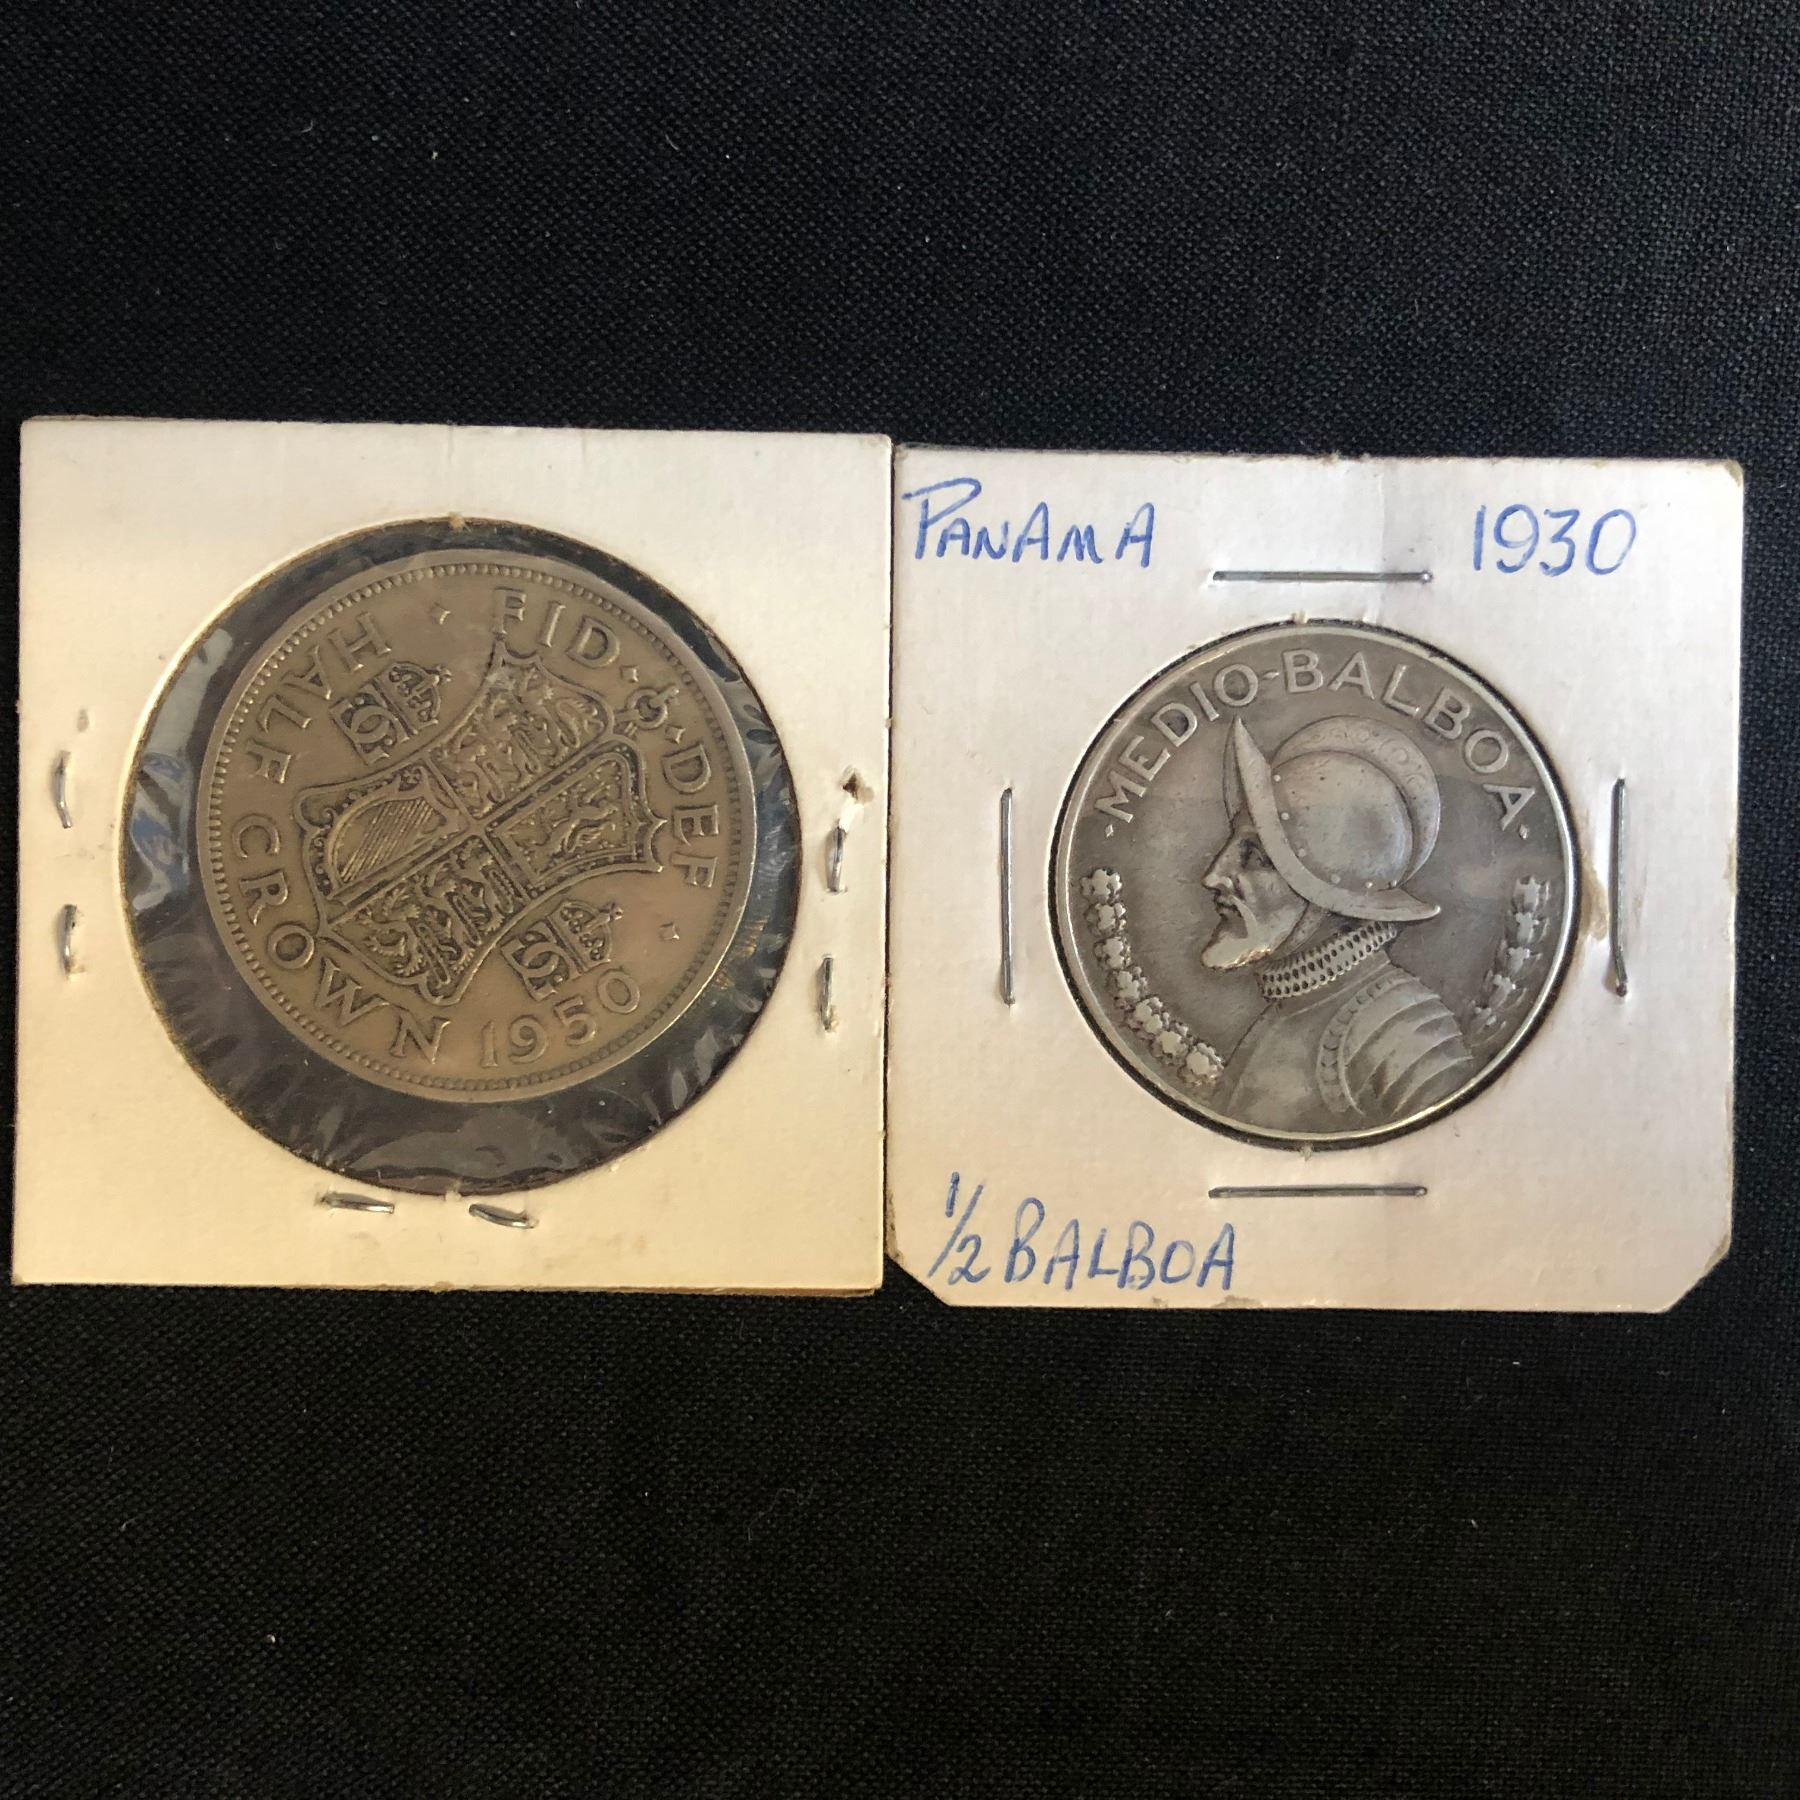 FID · DEF
HALF CROWN 1950
PANAMA 1930
·MEDIO-BALBOA·
1/2 BALBOA